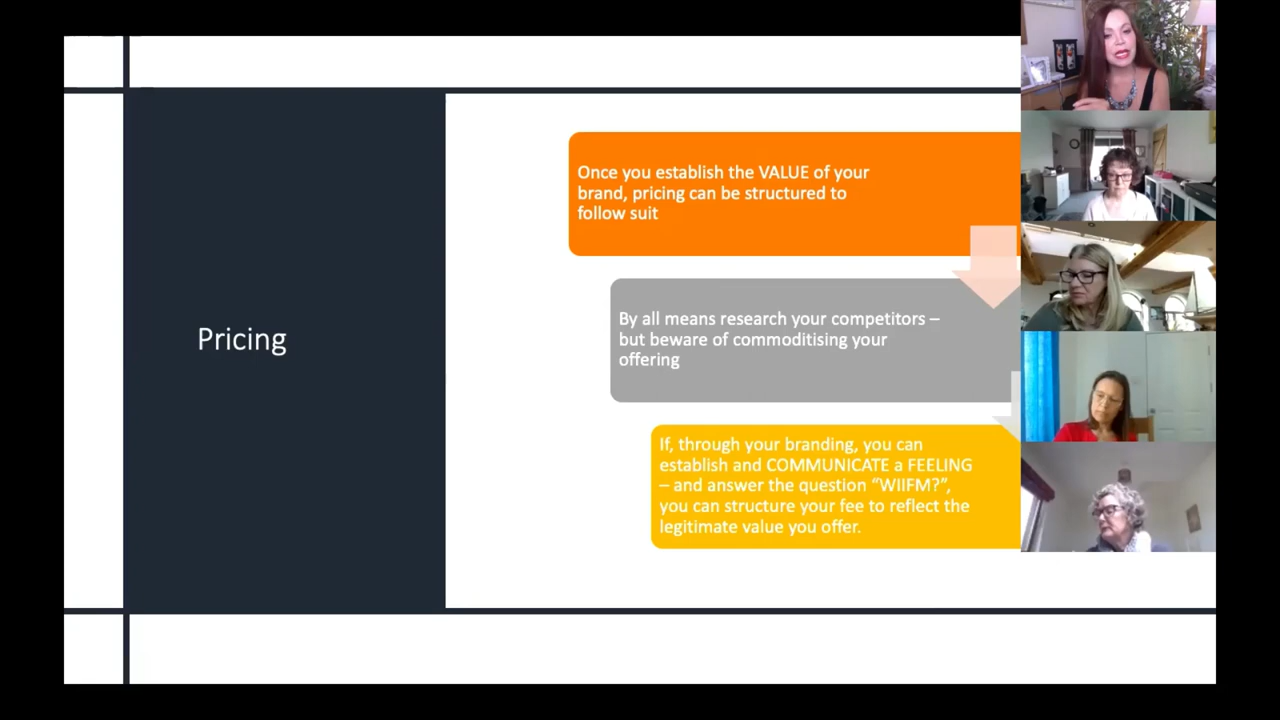 Pricing
Once you establish the VALUE of your
brand, pricing can be structured to
follow suit
By all means research your competitors –
but beware of commoditising your
offering
If, through your branding, you can
establish and COMMUNICATE a FEELING
– and answer the question “WIIFM?”,
you can structure your fee to reflect the
legitimate value you offer.